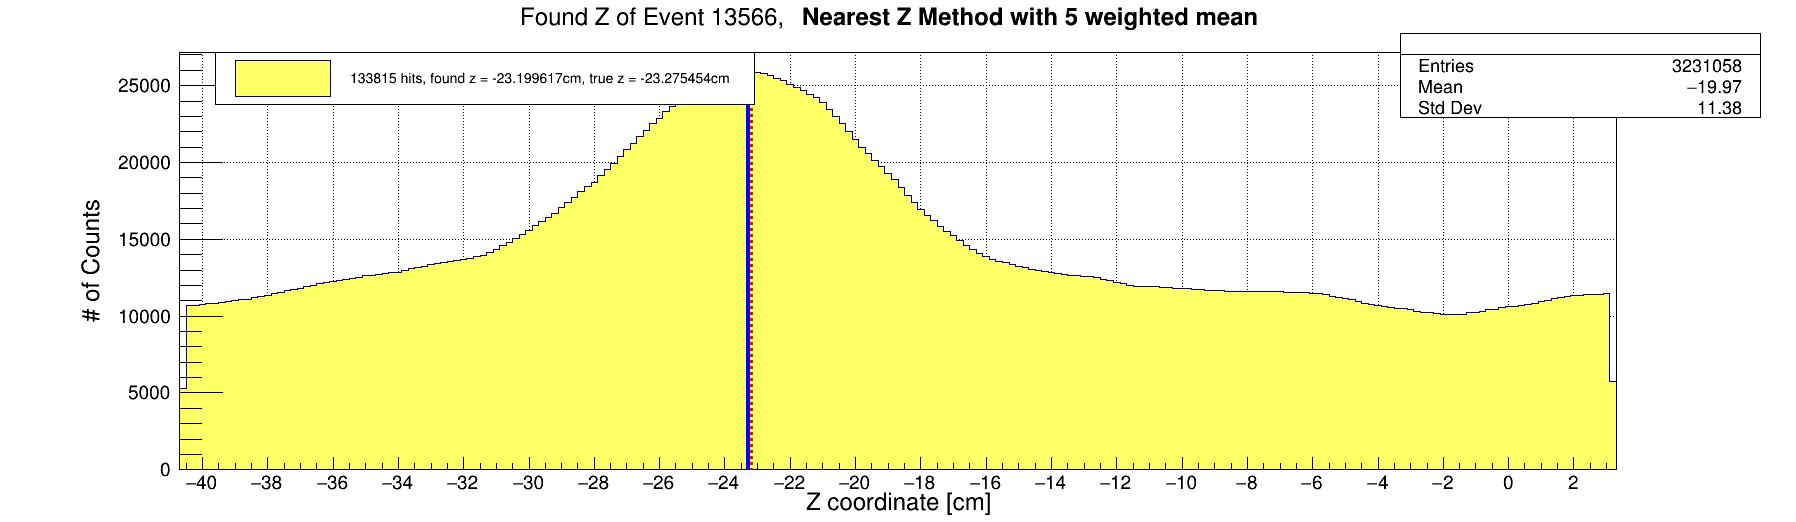 Found Z of Event 13566, Nearest Z Method with 5 weighted mean
133815 hits, found z = -23.199617cm, true z = -23.275454cm
Entries 3231058
Mean −19.97
Std Dev 11.38
# of Counts
25000
20000
15000
10000
5000
0
−40 −38 −36 −34 −32 −30 −28 −26 −24 −22 −20 −18 −16 −14 −12 −10 −8 −6 −4 −2 0 2
Z coordinate [cm]